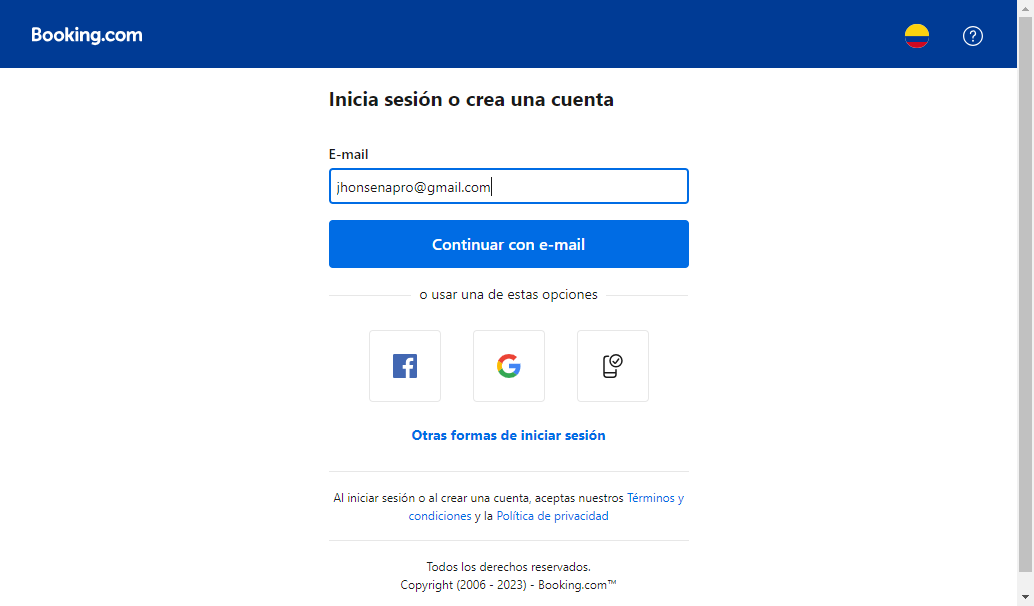 Booking.com
Inicia sesión o crea una cuenta
E-mail
jhonsenapro@gmail.com
Continuar con e-mail
o usar una de estas opciones
Otras formas de iniciar sesión
Al iniciar sesión o al crear una cuenta, aceptas nuestros Términos y
condiciones y la Política de privacidad
Todos los derechos reservados.
Copyright (2006 - 2023) - Booking.com™